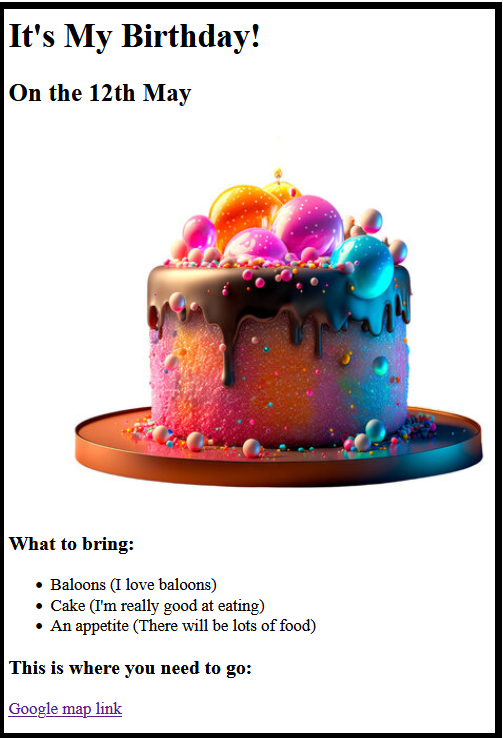 It's My Birthday!
On the 12th May
What to bring:
Baloons (I love baloons)
Cake (I'm really good at eating)
An appetite (There will be lots of food)
This is where you need to go:
Google map link